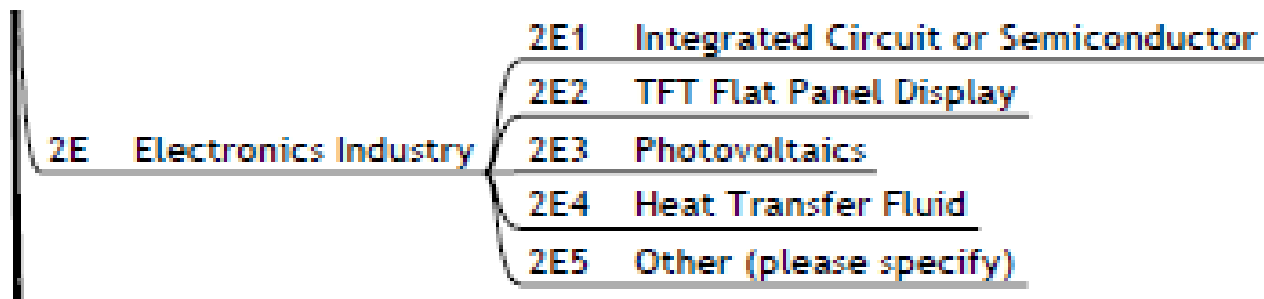 2E1 Integrated Circuit or Semiconductor
2E2 TFT Flat Panel Display
2E Electronics Industry
2E3 Photovoltaics
2E4 Heat Transfer Fluid
2E5 Other (please specify)